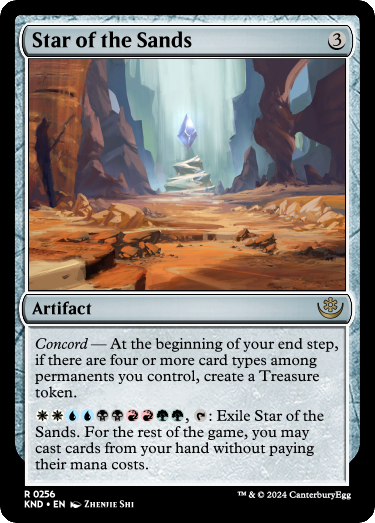 Star of the Sands 3
Artifact
Concord — At the beginning of your end step,
if there are four or more card types among
permanents you control, create a Treasure
token.
, : Exile Star of the
Sands. For the rest of the game, you may
cast cards from your hand without paying
their mana costs.
R 0256
KND • EN ZHENJIE SHI
™ & © 2024 CanterburyEgg